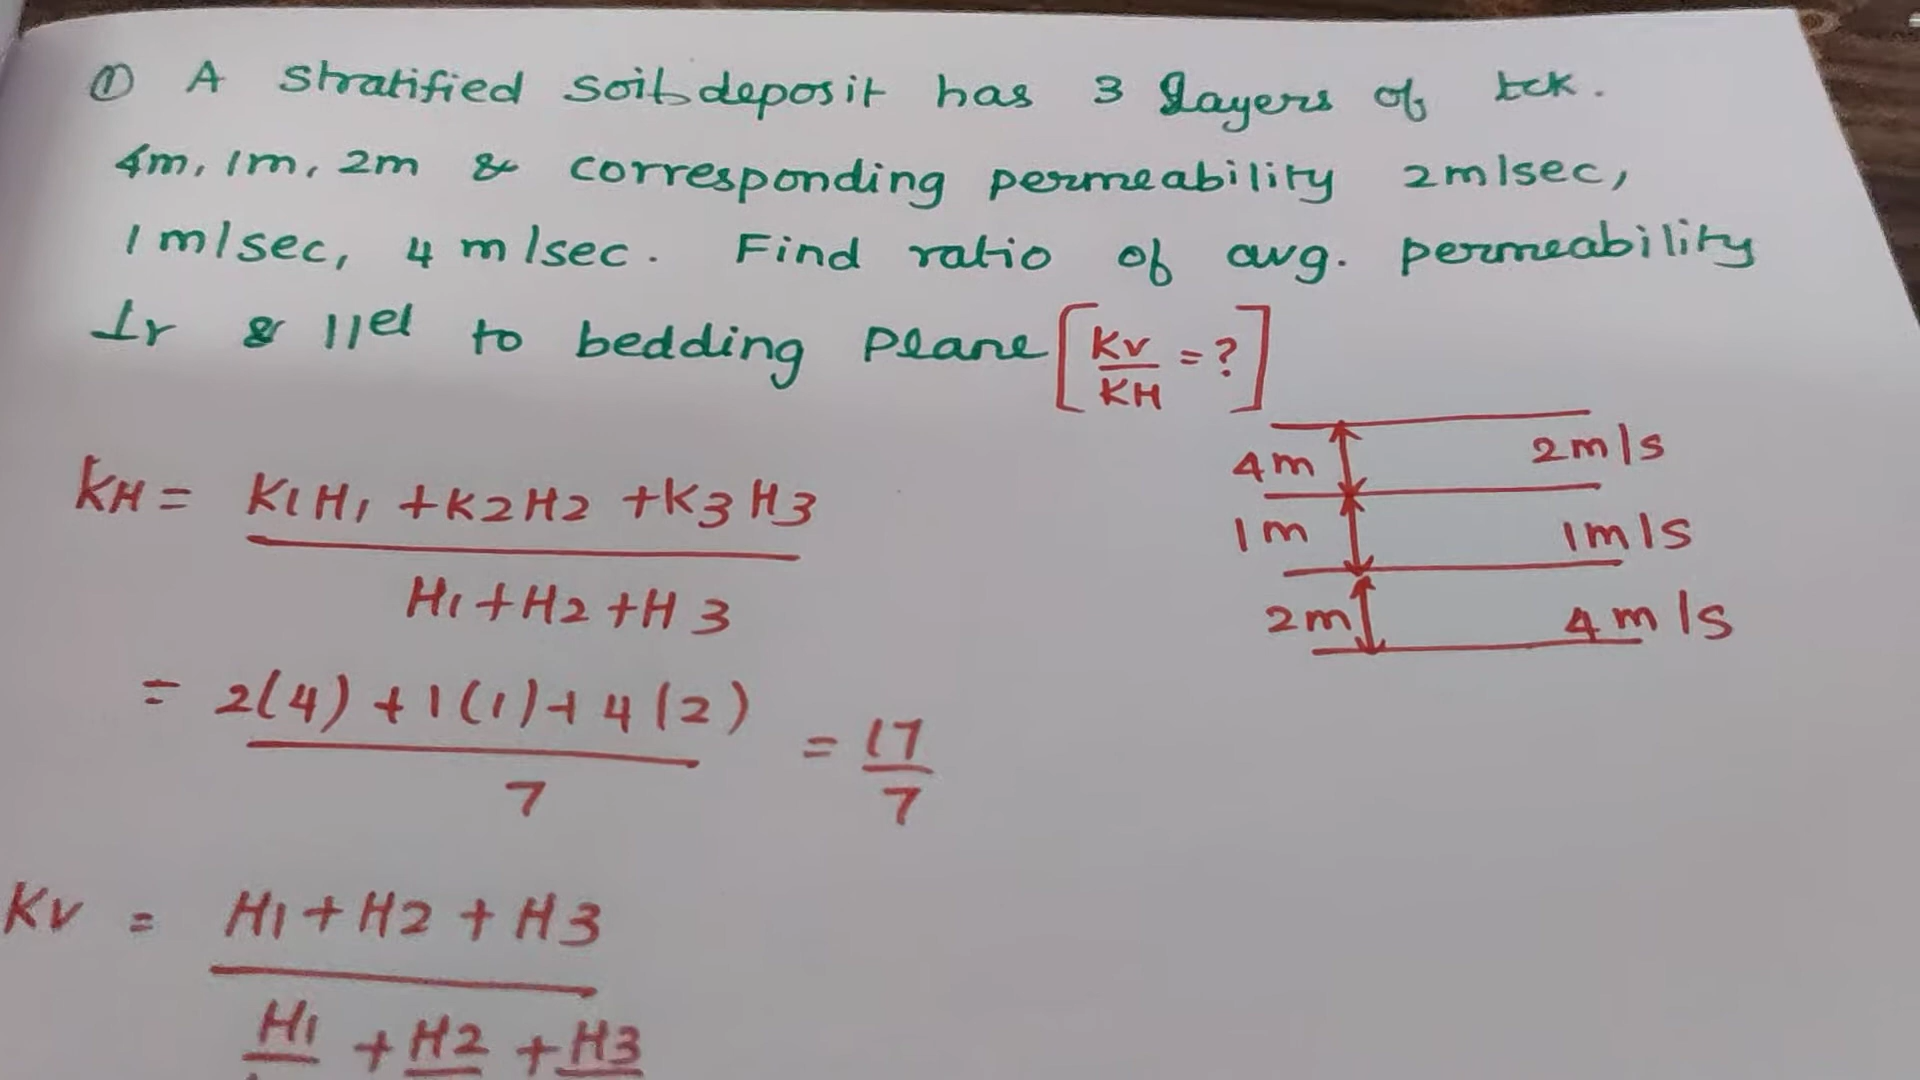 ① A stratified soil deposit has 3 layers of tck.
4m, 1m, 2m & corresponding permeability 2m/sec,
1m/sec, 4m/sec. Find ratio of avg. permeability
⊥r & 11el to bedding plane [KV/KH = ?]
KH = K1H1 + K2H2 + K3H3
H1 + H2 + H3
= 2(4) + 1(1) + 4(2) = 17/7
7
KV = H1 + H2 + H3
H1 + H2 + H3
4m 2m/s
1m 1m/s
2m 4m/s